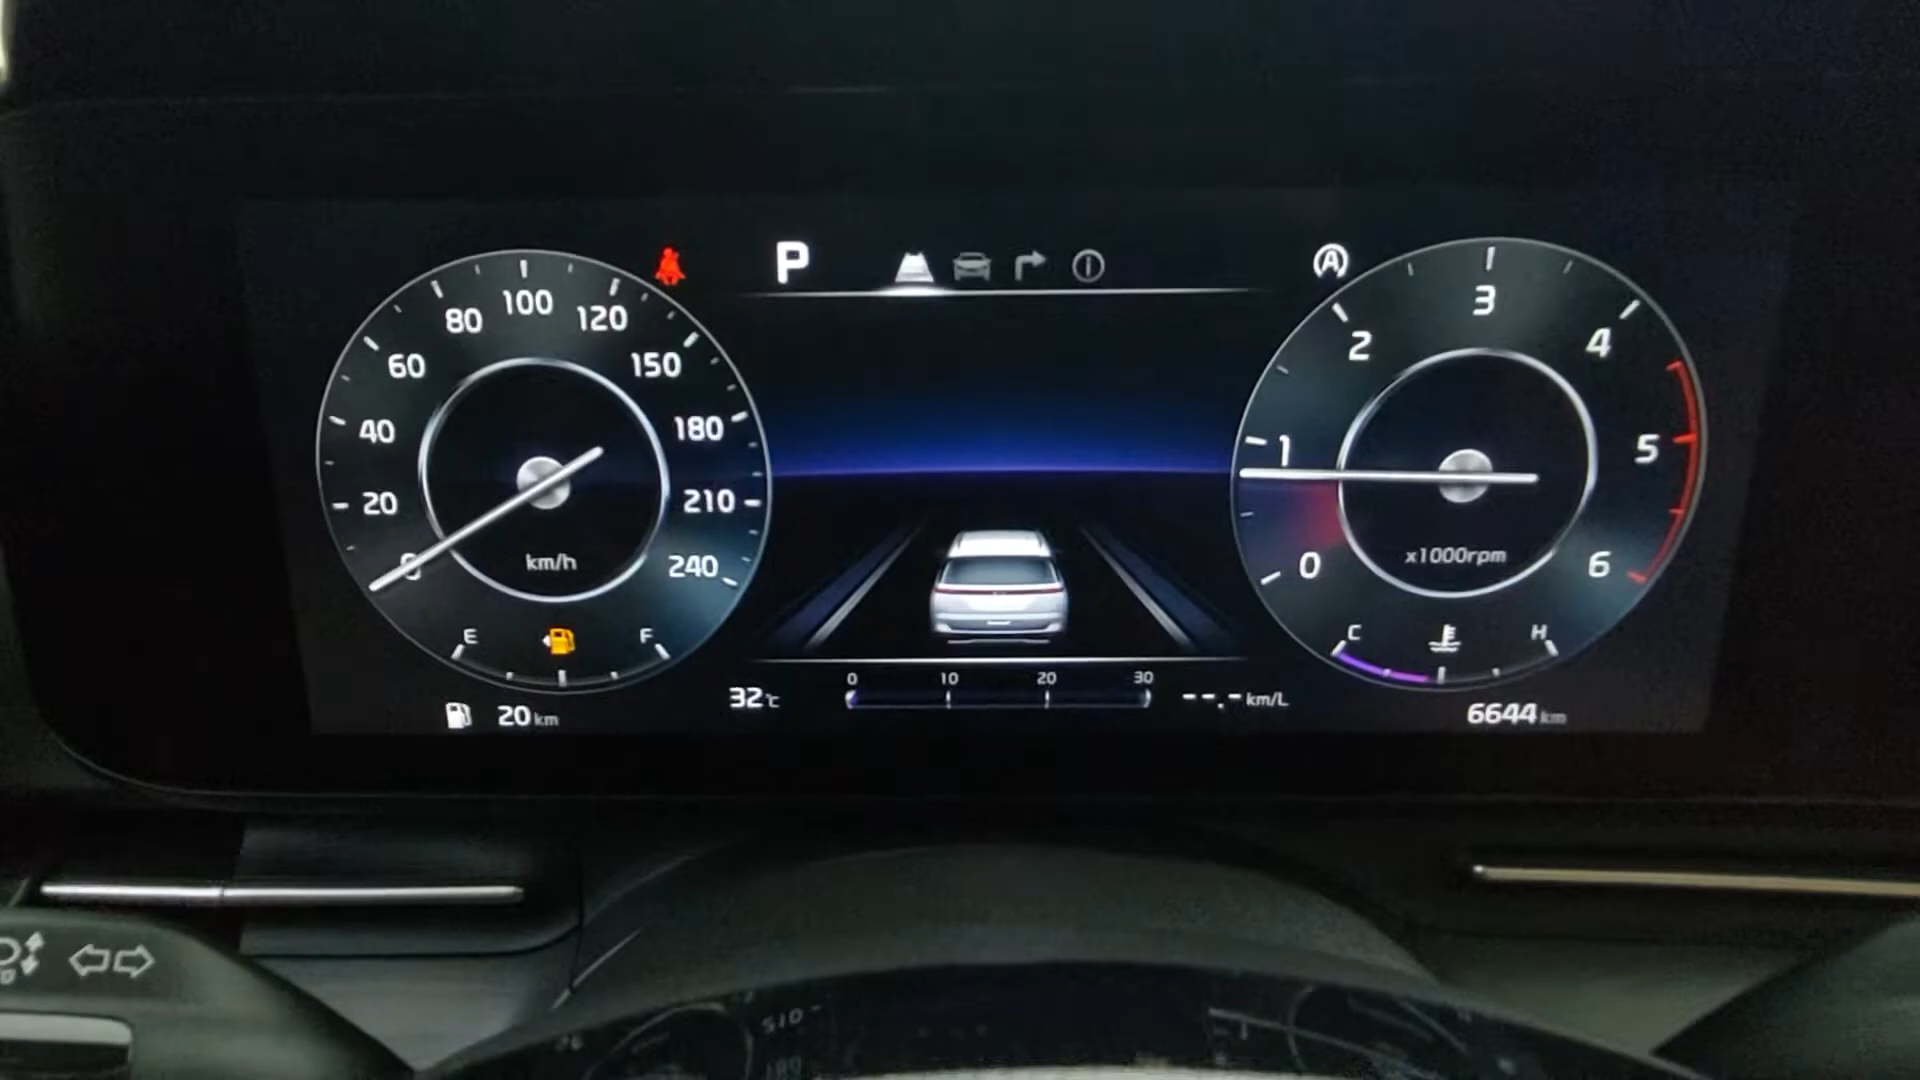 P
A
80 100 120
60 150
40 180
20 210
0 240
km/h
E F
20 km
0 10 20 30
32°C
--.- km/L
3
2 4
1 5
0 6
x1000rpm
C H
6644 km